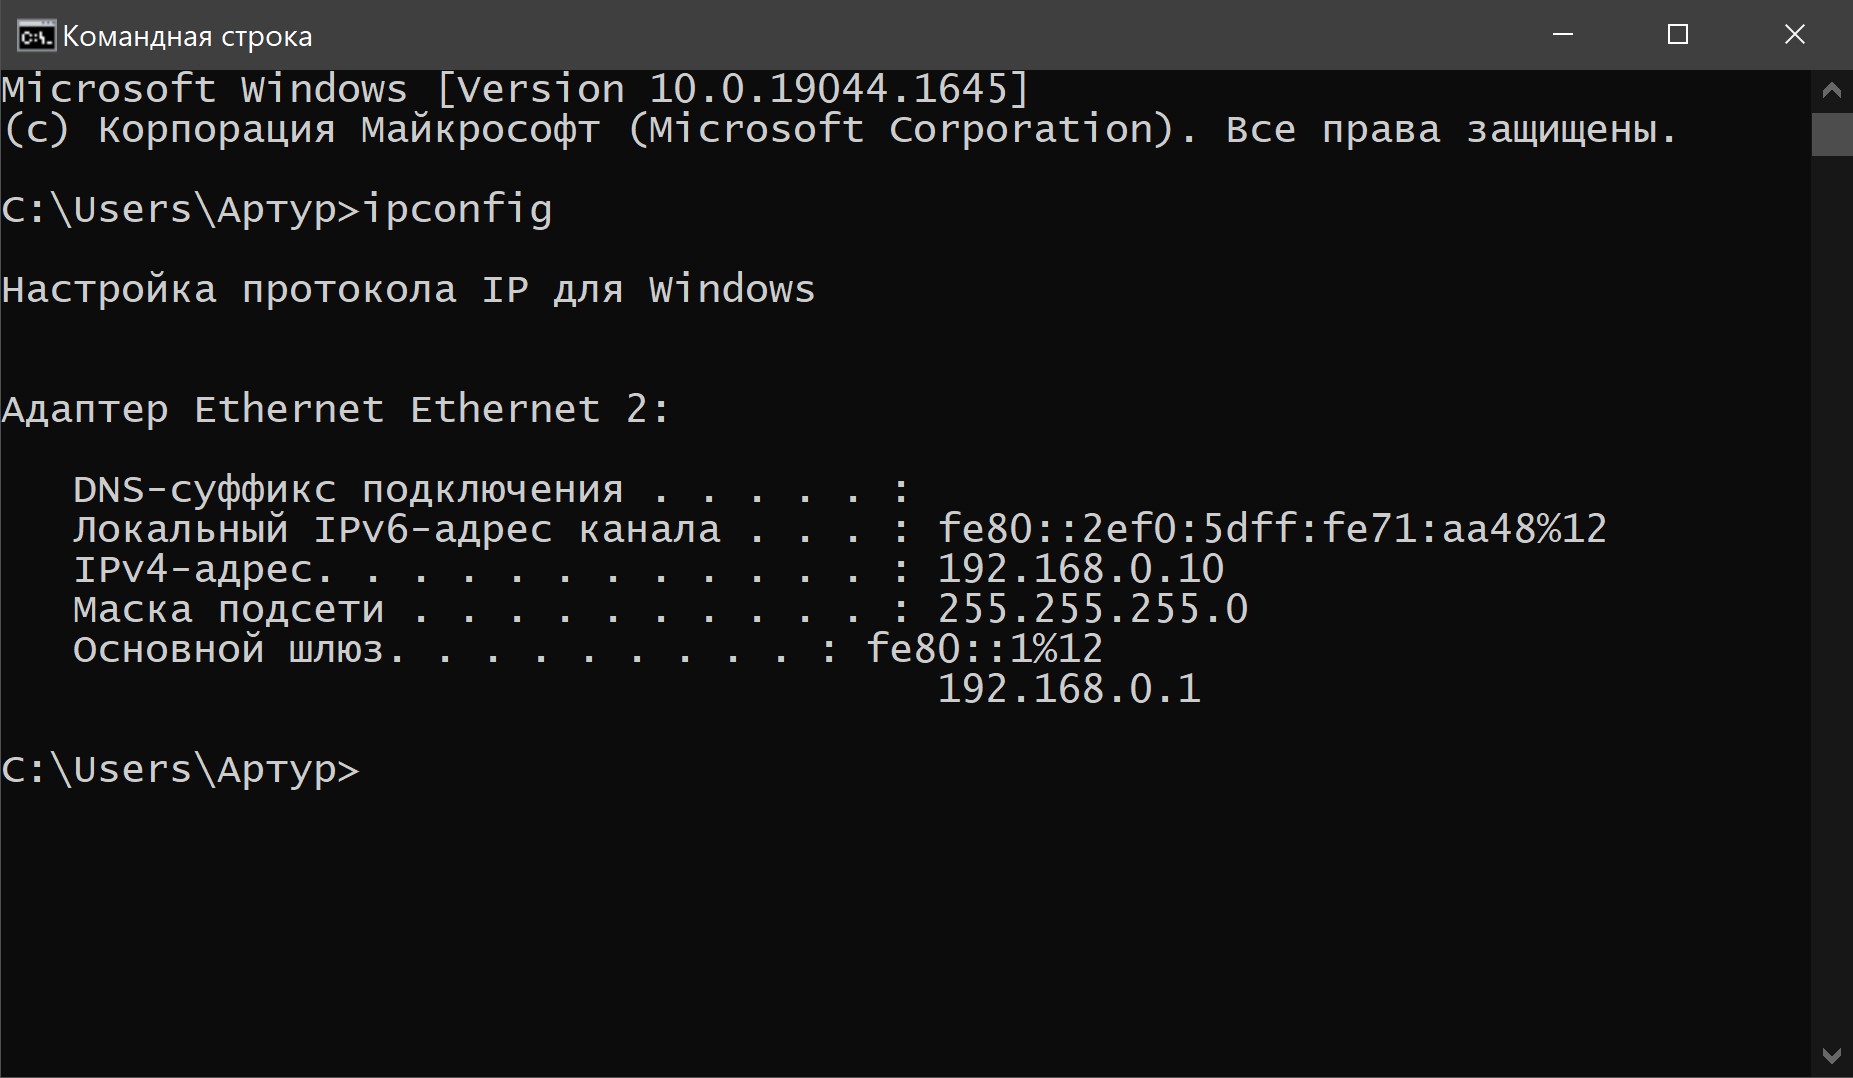 Командная строка
Microsoft Windows [Version 10.0.19044.1645]
(c) Корпорация Майкрософт (Microsoft Corporation). Все права защищены.
C:\Users\Артур>ipconfig
Настройка протокола IP для Windows
Адаптер Ethernet Ethernet 2:
DNS-суффикс подключения . . . . . :
Локальный IPv6-адрес канала . . . : fe80::2ef0:5dff:fe71:aa48%12
IPv4-адрес. . . . . . . . . . . . : 192.168.0.10
Маска подсети . . . . . . . . . . : 255.255.255.0
Основной шлюз. . . . . . . . . : fe80::1%12
192.168.0.1
C:\Users\Артур>